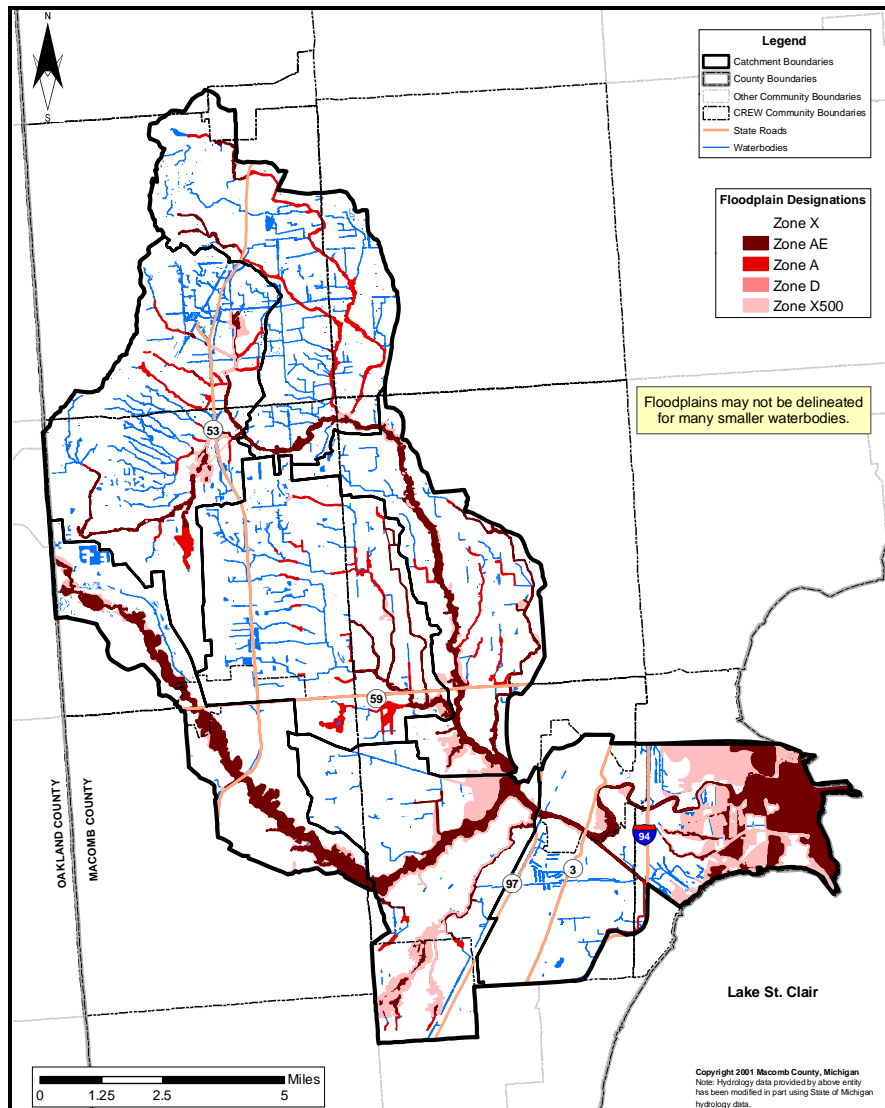 N
S
Legend
Catchment Boundaries
County Boundaries
Other Community Boundaries
CREW Community Boundaries
State Roads
Waterbodies
Floodplain Designations
Zone X
Zone AE
Zone A
Zone D
Zone X500
Floodplains may not be delineated
for many smaller waterbodies.
53
59
OAKLAND COUNTY
MACOMB COUNTY
94
3
97
Lake St. Clair
Miles
0 1.25 2.5 5
Copyright 2001 Macomb County, Michigan
Note: Hydrology data provided by above entity
has been modified in part using State of Michigan
hydrology data.